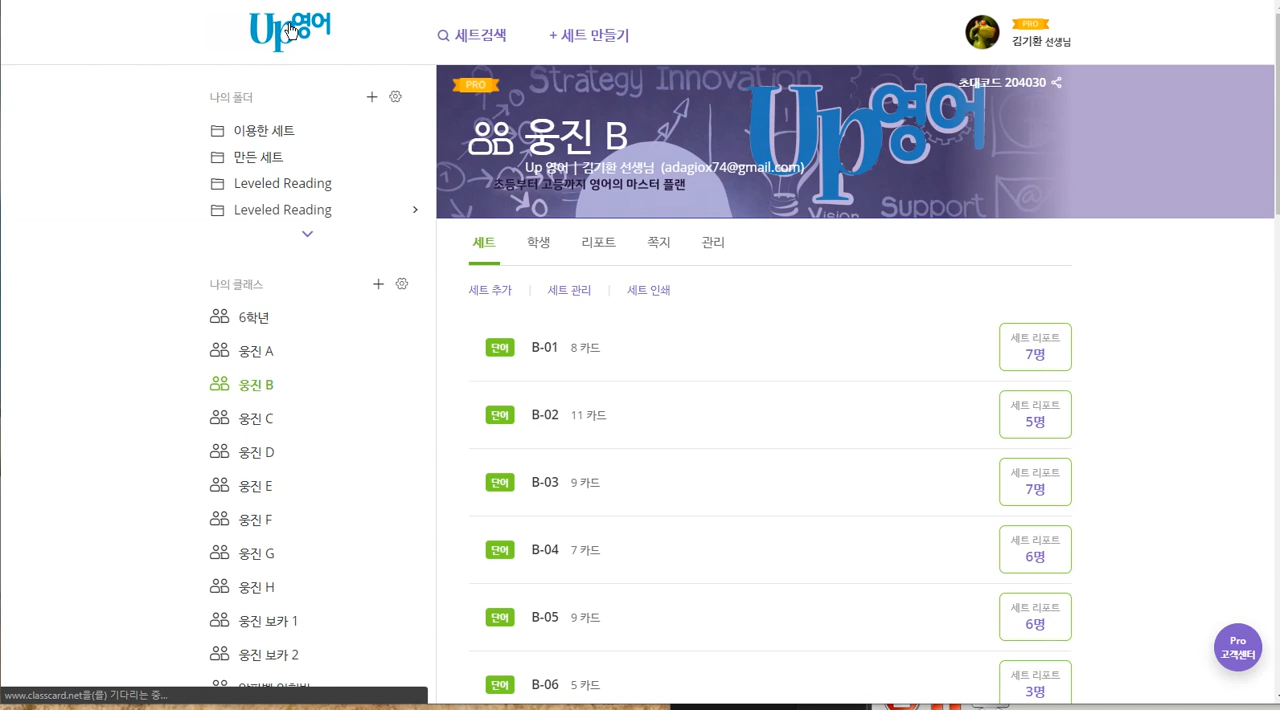 Up영어
세트검색
+ 세트 만들기
PRO
김기환 선생님
나의 폴더
이용한 세트
만든 세트
Leveled Reading
Leveled Reading
나의 클래스
6학년
웅진 A
웅진 B
웅진 C
웅진 D
웅진 E
웅진 F
웅진 G
웅진 H
웅진 보카 1
웅진 보카 2
www.classcard.net을(를) 기다리는 중...
PRO
Strategy Innovation
초대코드 204030
Up영어
웅진 B
Up 영어 | 김기환 선생님 (adagiox74@gmail.com)
초등부터 고등까지 영어의 마스터 플랜
Vision
Support
세트 학생 리포트 쪽지 관리
세트 추가 | 세트 관리 | 세트 인쇄
단어 B-01 8 카드 세트 리포트 7명
단어 B-02 11 카드 세트 리포트 5명
단어 B-03 9 카드 세트 리포트 7명
단어 B-04 7 카드 세트 리포트 6명
단어 B-05 9 카드 세트 리포트 6명
단어 B-06 5 카드 세트 리포트 3명
Pro
고객센터